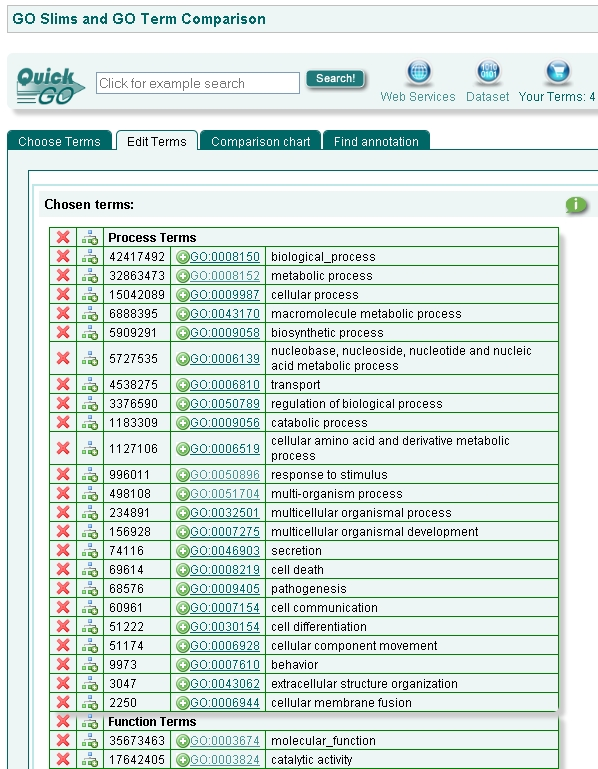 GO Slims and GO Term Comparison
Quick GO
Click for example search
Search!
Web Services Dataset Your Terms: 4
Choose Terms Edit Terms Comparison chart Find annotation
Chosen terms:
Process Terms
42417492 GO:0008150 biological_process
32863473 GO:0008152 metabolic process
15042089 GO:0009987 cellular process
6888395 GO:0043170 macromolecule metabolic process
5909291 GO:0009058 biosynthetic process
5727535 GO:0006139 nucleobase, nucleoside, nucleotide and nucleic
acid metabolic process
4538275 GO:0006810 transport
3376590 GO:0050789 regulation of biological process
1183309 GO:0009056 catabolic process
1127106 GO:0006519 cellular amino acid and derivative metabolic
process
996011 GO:0050896 response to stimulus
498108 GO:0051704 multi-organism process
234891 GO:0032501 multicellular organismal process
156928 GO:0007275 multicellular organismal development
74116 GO:0046903 secretion
69614 GO:0008219 cell death
68576 GO:0009405 pathogenesis
60961 GO:0007154 cell communication
51222 GO:0030154 cell differentiation
51174 GO:0006928 cellular component movement
9973 GO:0007610 behavior
3047 GO:0043062 extracellular structure organization
2250 GO:0006944 cellular membrane fusion
Function Terms
35673463 GO:0003674 molecular_function
17642405 GO:0003824 catalytic activity